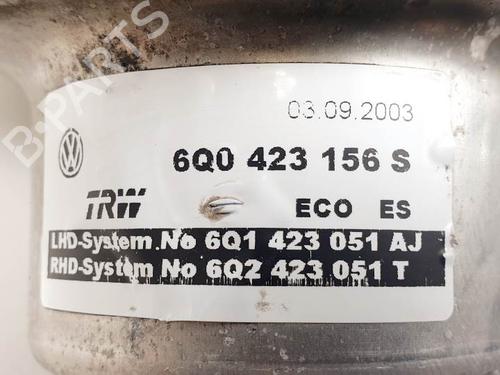 03.09.2003
6Q0 423 156 S
TRW ECO ES
LHD-System No 6Q1 423 051 AJ
RHD-System No 6Q2 423 051 T
B-PARTS